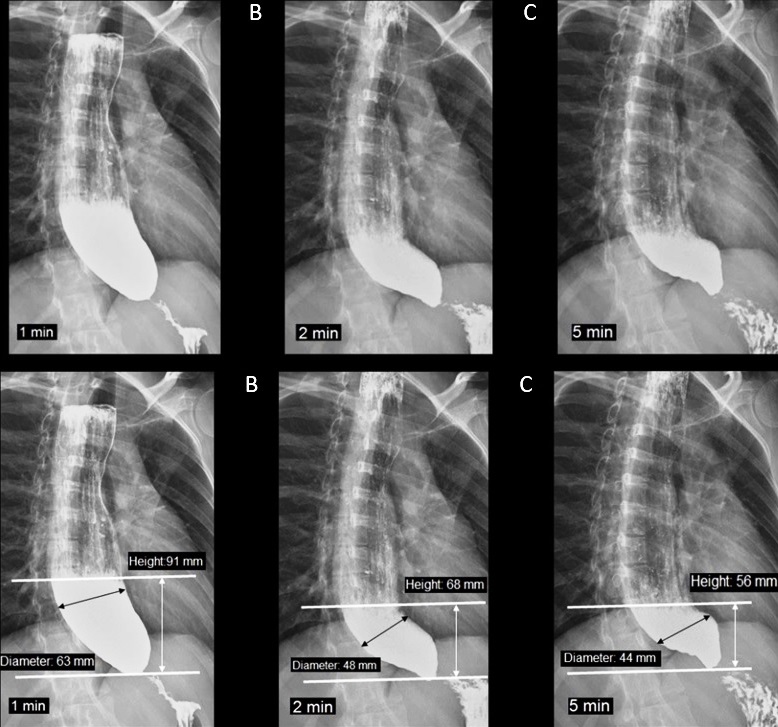 B
C
1 min
2 min
5 min
B
C
Height:91 mm
Height: 68 mm
Height: 56 mm
Diameter: 63 mm
Diameter: 48 mm
Diameter: 44 mm
1 min
2 min
5 min